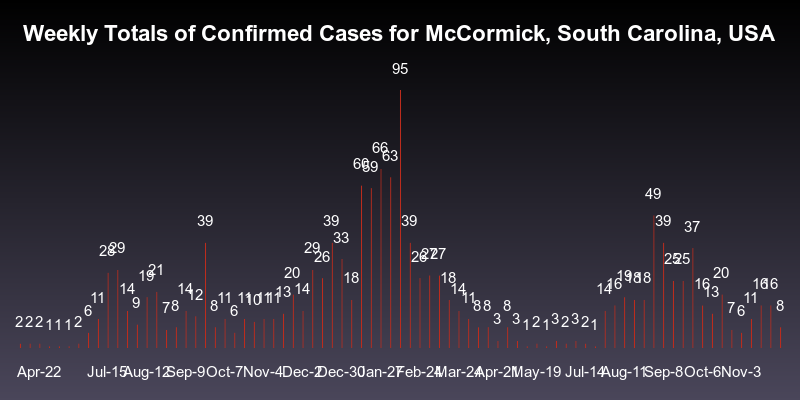 Weekly Totals of Confirmed Cases for McCormick, South Carolina, USA
95
66
60 59 63
49
39 39 39 39 37
33
28 29 29 26 26 27 27 25 25
19 21 20 18 18 19 18 18 20
14 14 13 14 14 16 16 13 16 16
11 9 12 11 11 10 11 11 11 11
2 2 2 1 1 1 2 6 7 8 8 6 8 8 3 8 3 1 2 1 3 2 3 2 1 7 6 8
Apr-22 Jul-15 Aug-12 Sep-9 Oct-7 Nov-4 Dec-2 Dec-30 Jan-27 Feb-24 Mar-24 Apr-21 May-19 Jul-14 Aug-11 Sep-8 Oct-6 Nov-3